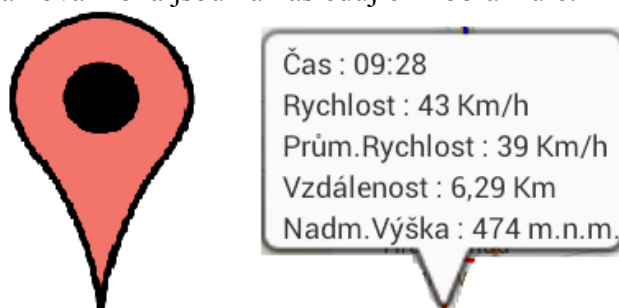 Čas : 09:28
Rychlost : 43 Km/h
Prům.Rychlost : 39 Km/h
Vzdálenost : 6,29 Km
Nadm.Výška : 474 m.n.m.